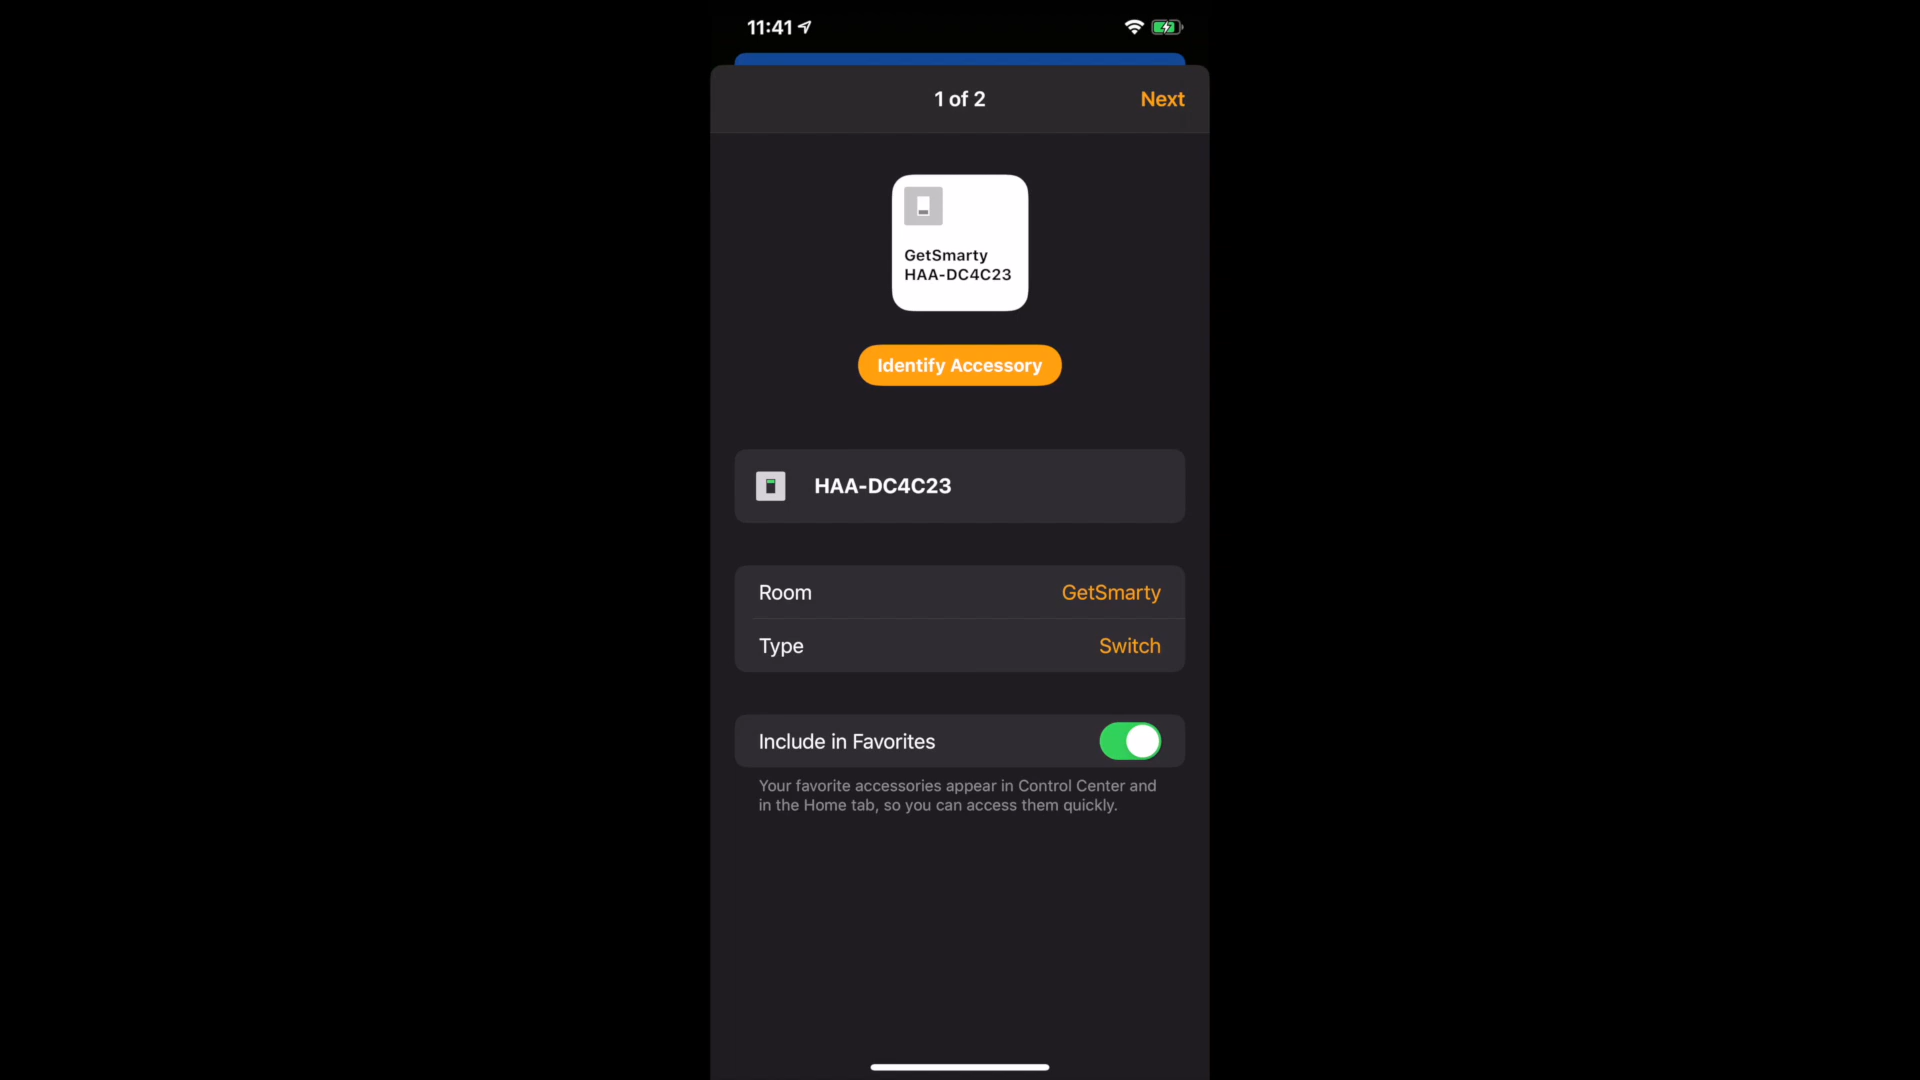 11:41
1 of 2
Next
GetSmarty
HAA-DC4C23
Identify Accessory
HAA-DC4C23
Room
GetSmarty
Type
Switch
Include in Favorites
Your favorite accessories appear in Control Center and
in the Home tab, so you can access them quickly.